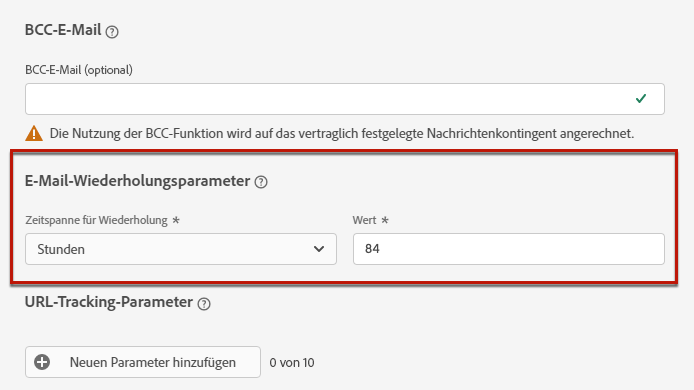 BCC-E-Mail
BCC-E-Mail (optional)
Die Nutzung der BCC-Funktion wird auf das vertraglich festgelegte Nachrichtenkontingent angerechnet.
E-Mail-Wiederholungsparameter
Zeitspanne für Wiederholung * Wert *
Stunden 84
URL-Tracking-Parameter
Neuen Parameter hinzufügen 0 von 10